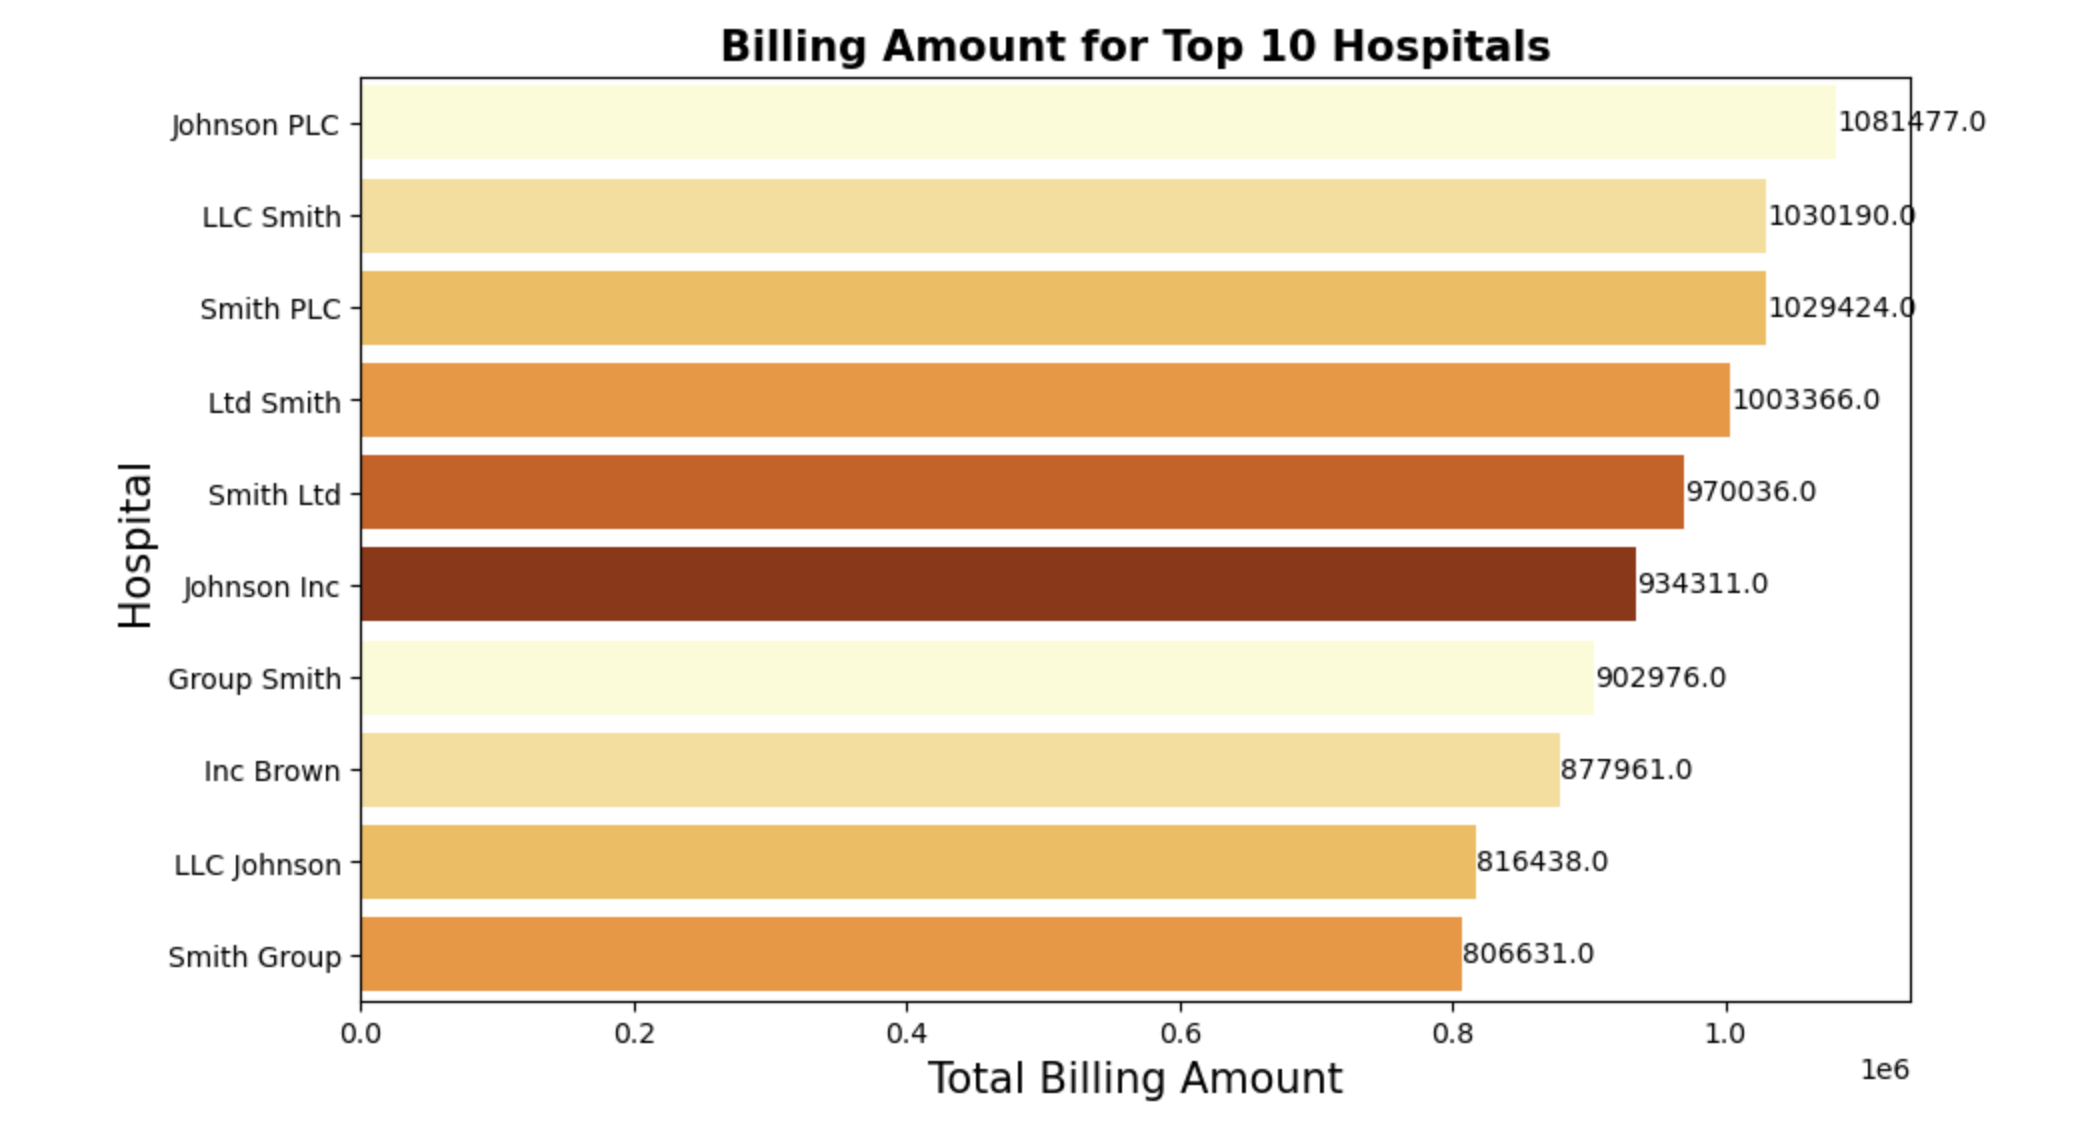 Billing Amount for Top 10 Hospitals
Johnson PLC 1081477.0
LLC Smith 1030190.0
Smith PLC 1029424.0
Ltd Smith 1003366.0
Smith Ltd 970036.0
Johnson Inc 934311.0
Group Smith 902976.0
Inc Brown 877961.0
LLC Johnson 816438.0
Smith Group 806631.0
Hospital
0.0 0.2 0.4 0.6 0.8 1.0
1e6
Total Billing Amount